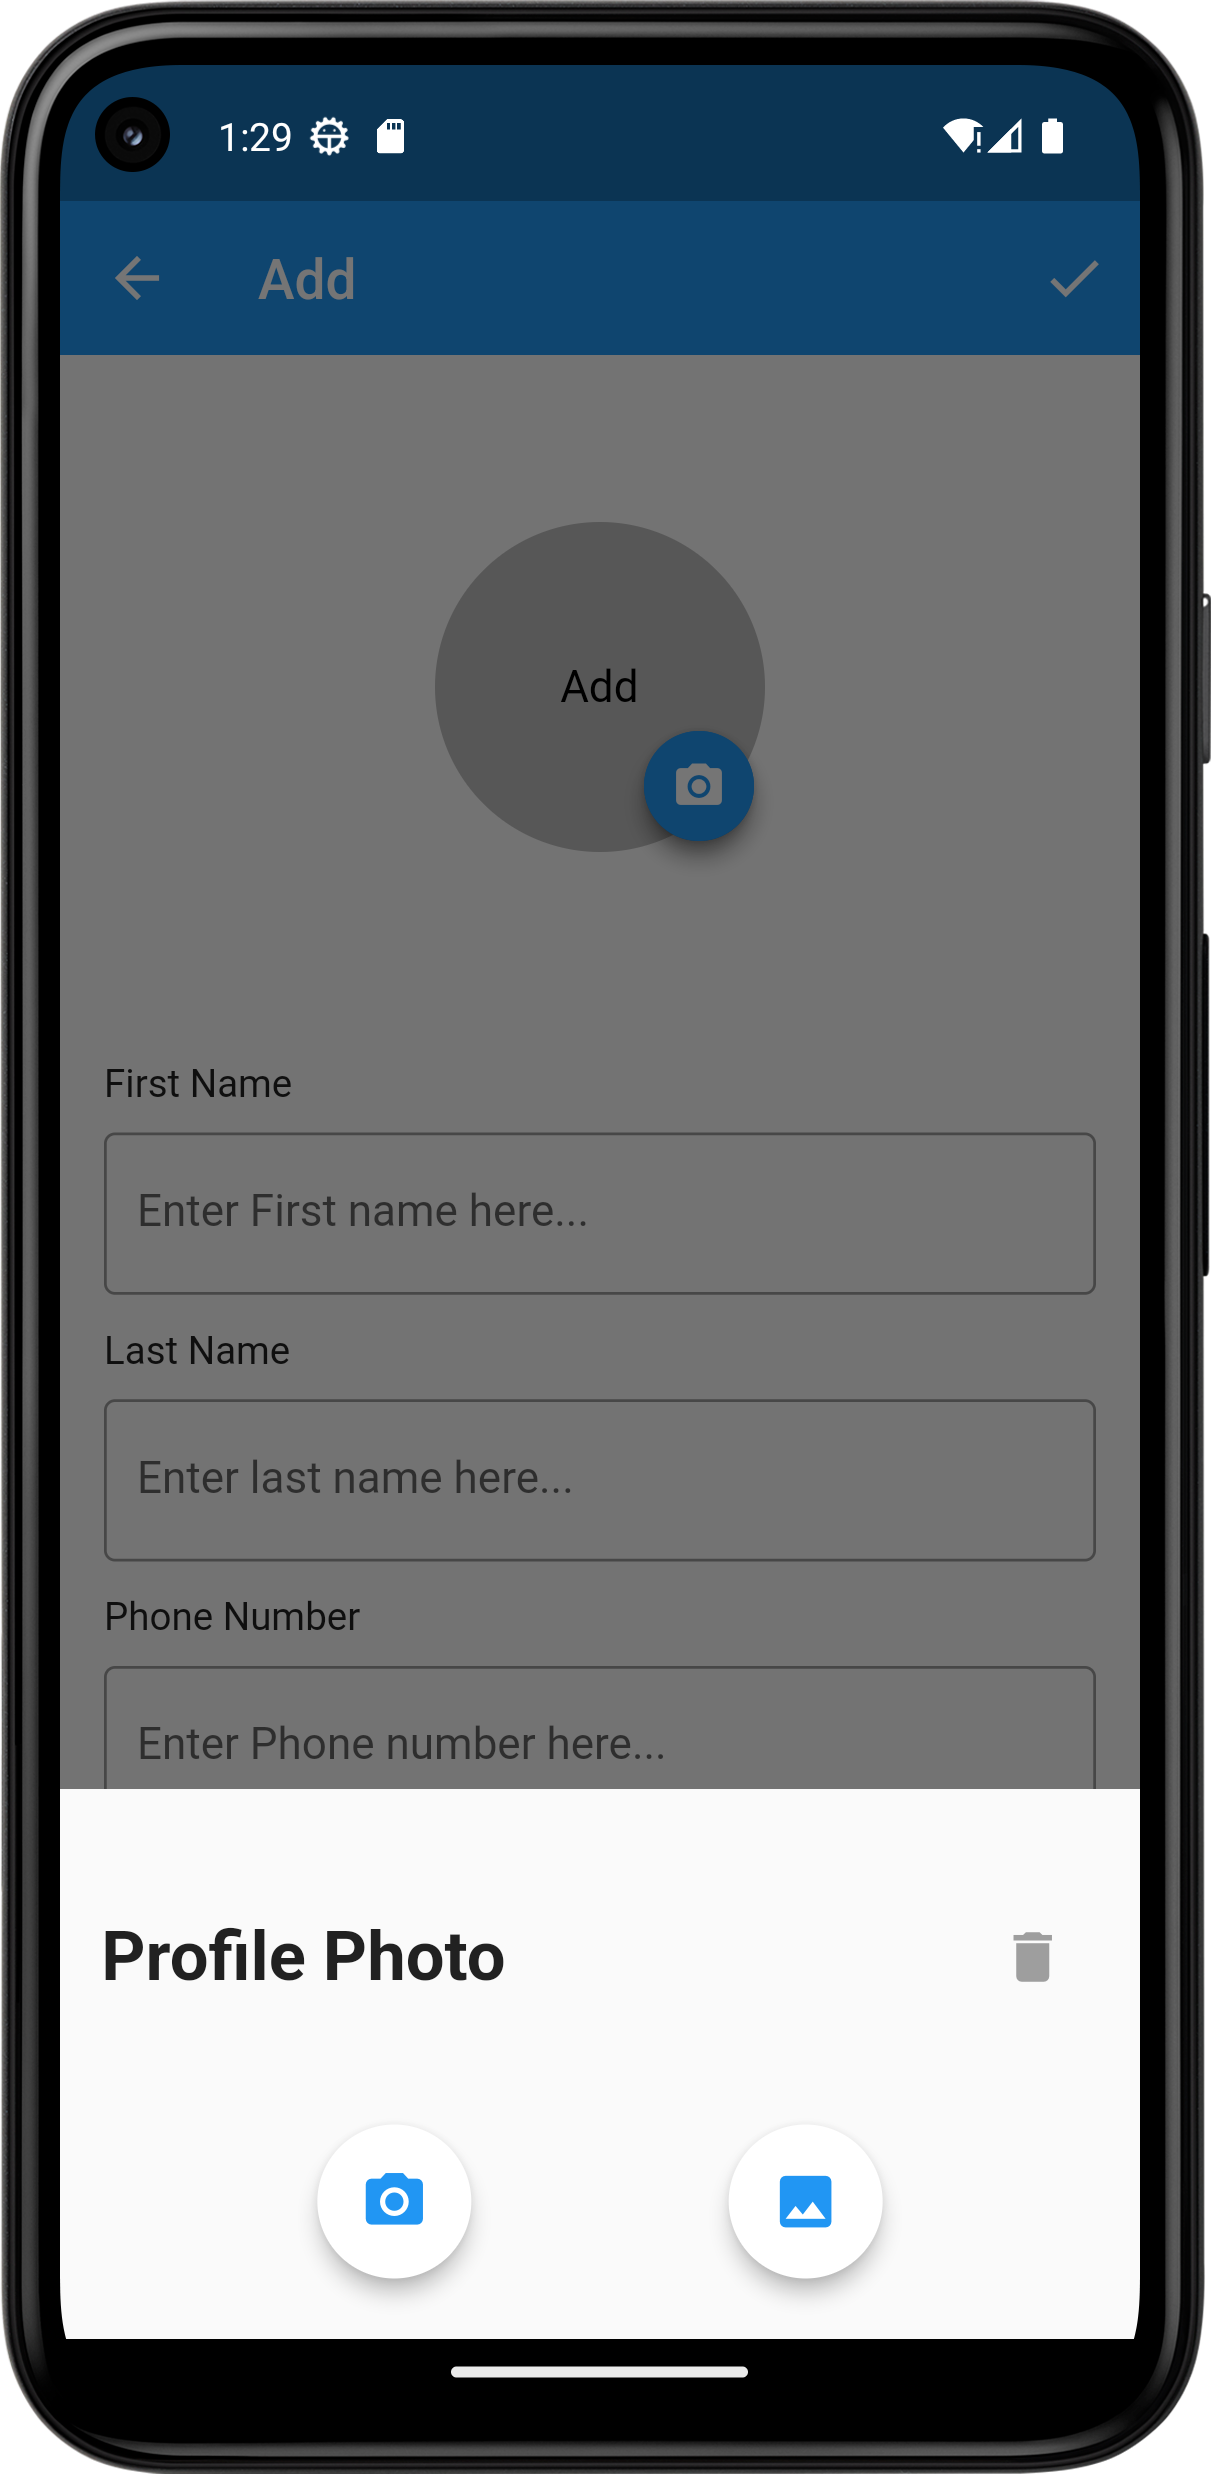 1:29
Add
Add
First Name
Enter First name here...
Last Name
Enter last name here...
Phone Number
Enter Phone number here...
Profile Photo